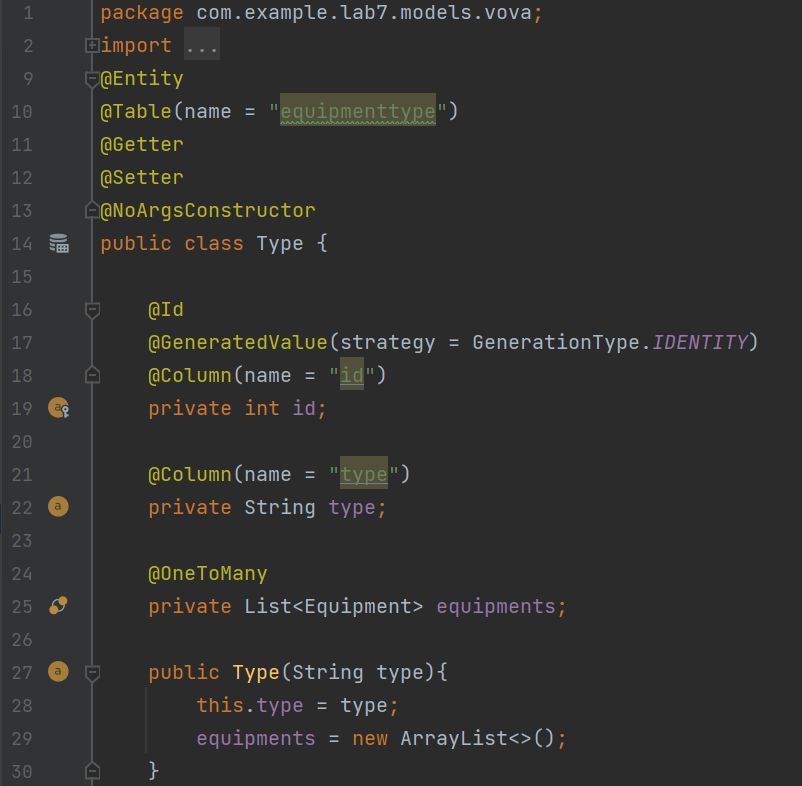 1 package com.example.lab7.models.vova;
2 import ...
9 @Entity
10 @Table(name = "equipmenttype")
11 @Getter
12 @Setter
13 @NoArgsConstructor
14 public class Type {
15
16 @Id
17 @GeneratedValue(strategy = GenerationType.IDENTITY)
18 @Column(name = "id")
19 private int id;
20
21 @Column(name = "type")
22 private String type;
23
24 @OneToMany
25 private List<Equipment> equipments;
26
27 public Type(String type){
28 this.type = type;
29 equipments = new ArrayList<>();
30 }